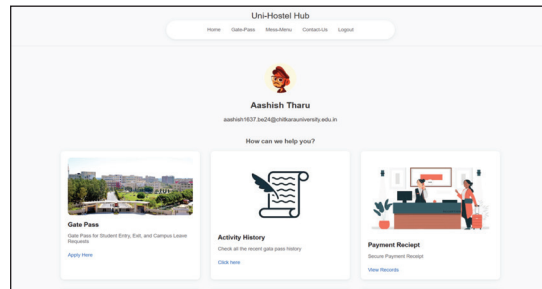 Uni-Hostel Hub
Home Gate-Pass Mess-Menu Contact-Us Logout
Aashish Tharu
aashish1637.be24@chitkarauniversity.edu.in
How can we help you?
Gate Pass
Gate Pass for Student Entry, Exit, and Campus Leave
Requests
Apply Here
Activity History
Check all the recent gata pass history
Click here
Payment Reciept
Secure Payment Receipt
View Records